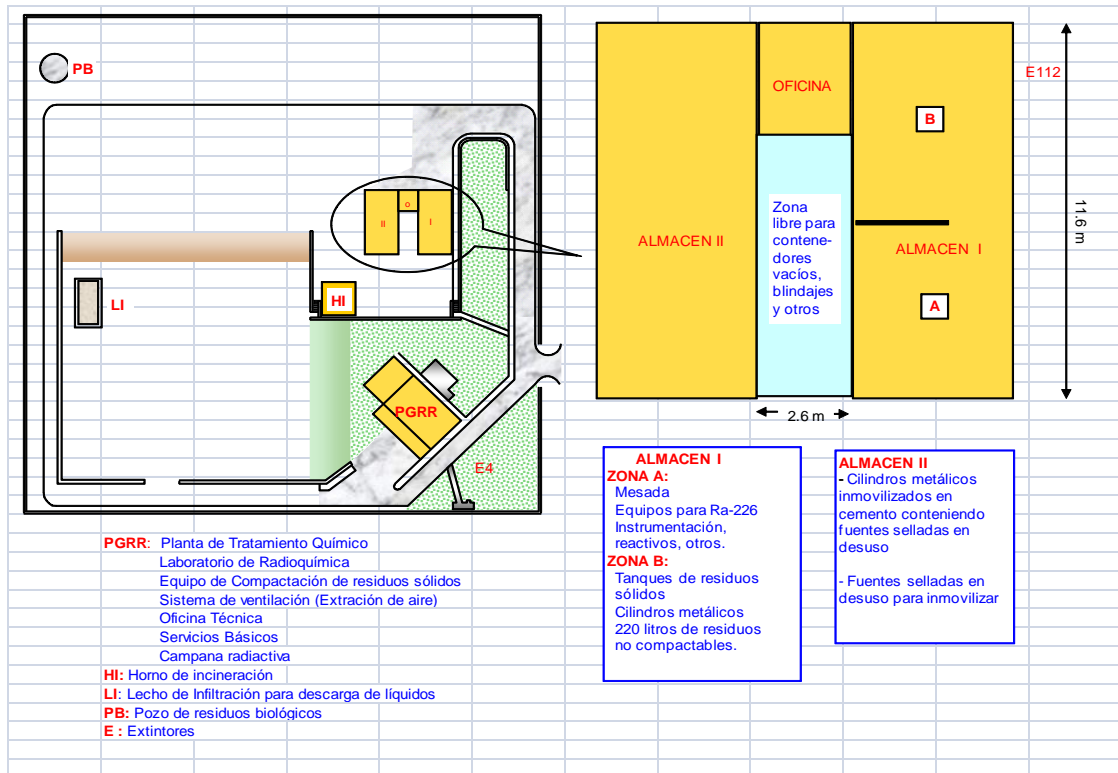 PB
II
O
I
LI
HI
PGRR
E4
OFICINA
E112
B
11.6 m
Zona
libre para
contene-
dores
vacíos,
blindajes
y otros
ALMACEN II
ALMACEN I
A
2.6 m
ALMACEN I
ZONA A:
Mesada
Equipos para Ra-226
Instrumentación,
reactivos, otros.
ZONA B:
Tanques de residuos
sólidos
Cilindros metálicos
220 litros de residuos
no compactables.
ALMACEN II
- Cilindros metálicos
inmovilizados en
cemento conteniendo
fuentes selladas en
desuso
- Fuentes selladas en
desuso para inmovilizar
PGRR: Planta de Tratamiento Químico
Laboratorio de Radioquímica
Equipo de Compactación de residuos sólidos
Sistema de ventilación (Extración de aire)
Oficina Técnica
Servicios Básicos
Campana radiactiva
HI: Horno de incineración
LI: Lecho de Infiltración para descarga de líquidos
PB: Pozo de residuos biológicos
E : Extintores